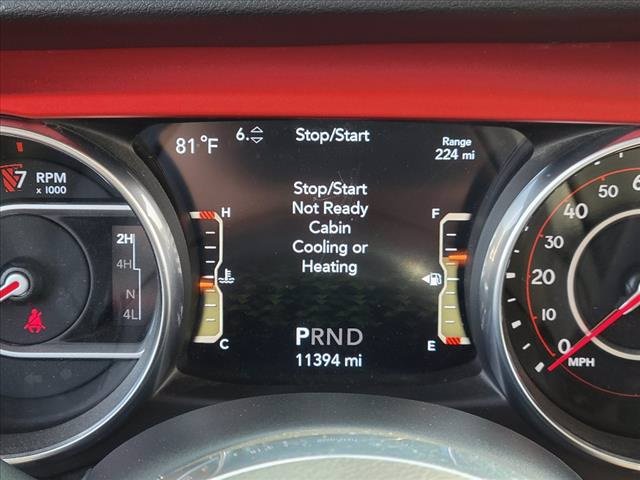 81°F
6.
Stop/Start
Range
224 mi
7
RPM
x 1000
2H
4H
N
4L
H
C
Stop/Start
Not Ready
Cabin
Cooling or
Heating
PRND
11394 mi
F
E
50
40
30
20
10
0
MPH